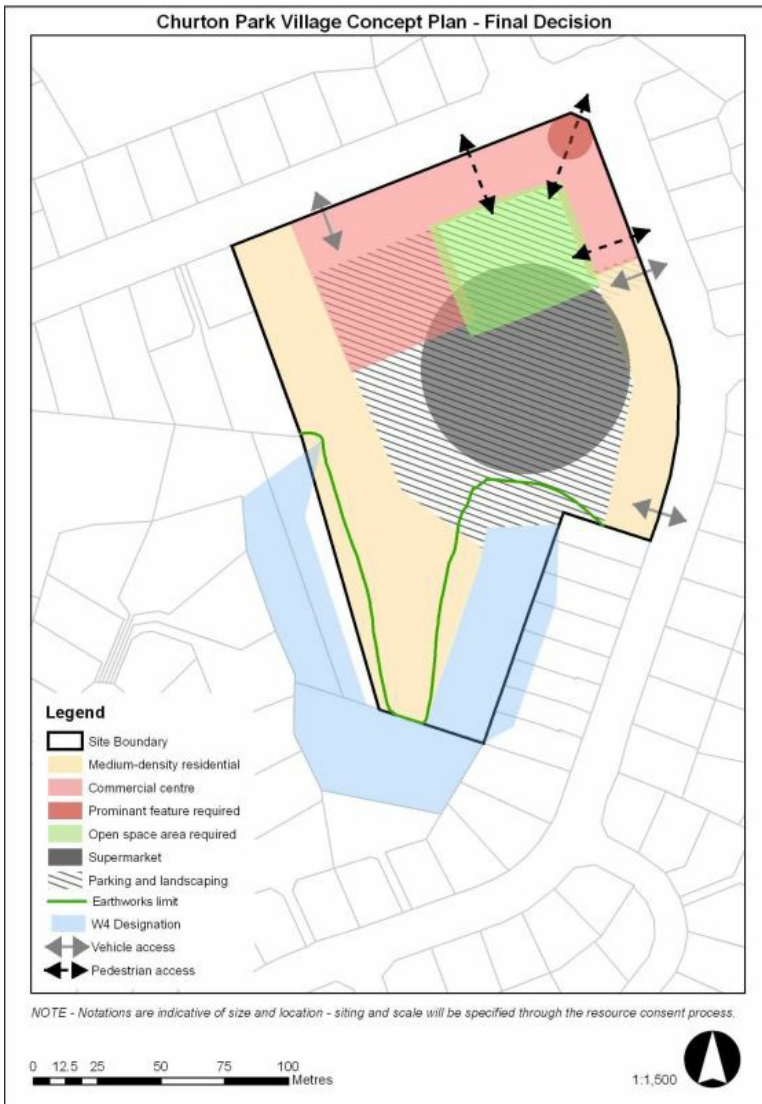 Churton Park Village Concept Plan - Final Decision
Legend
Site Boundary
Medium-density residential
Commercial centre
Prominant feature required
Open space area required
Supermarket
Parking and landscaping
Earthworks limit
W4 Designation
Vehicle access
Pedestrian access
NOTE - Notations are indicative of size and location - siting and scale will be specified through the resource consent process.
0 12.5 25 50 75 100
Metres
1:1,500